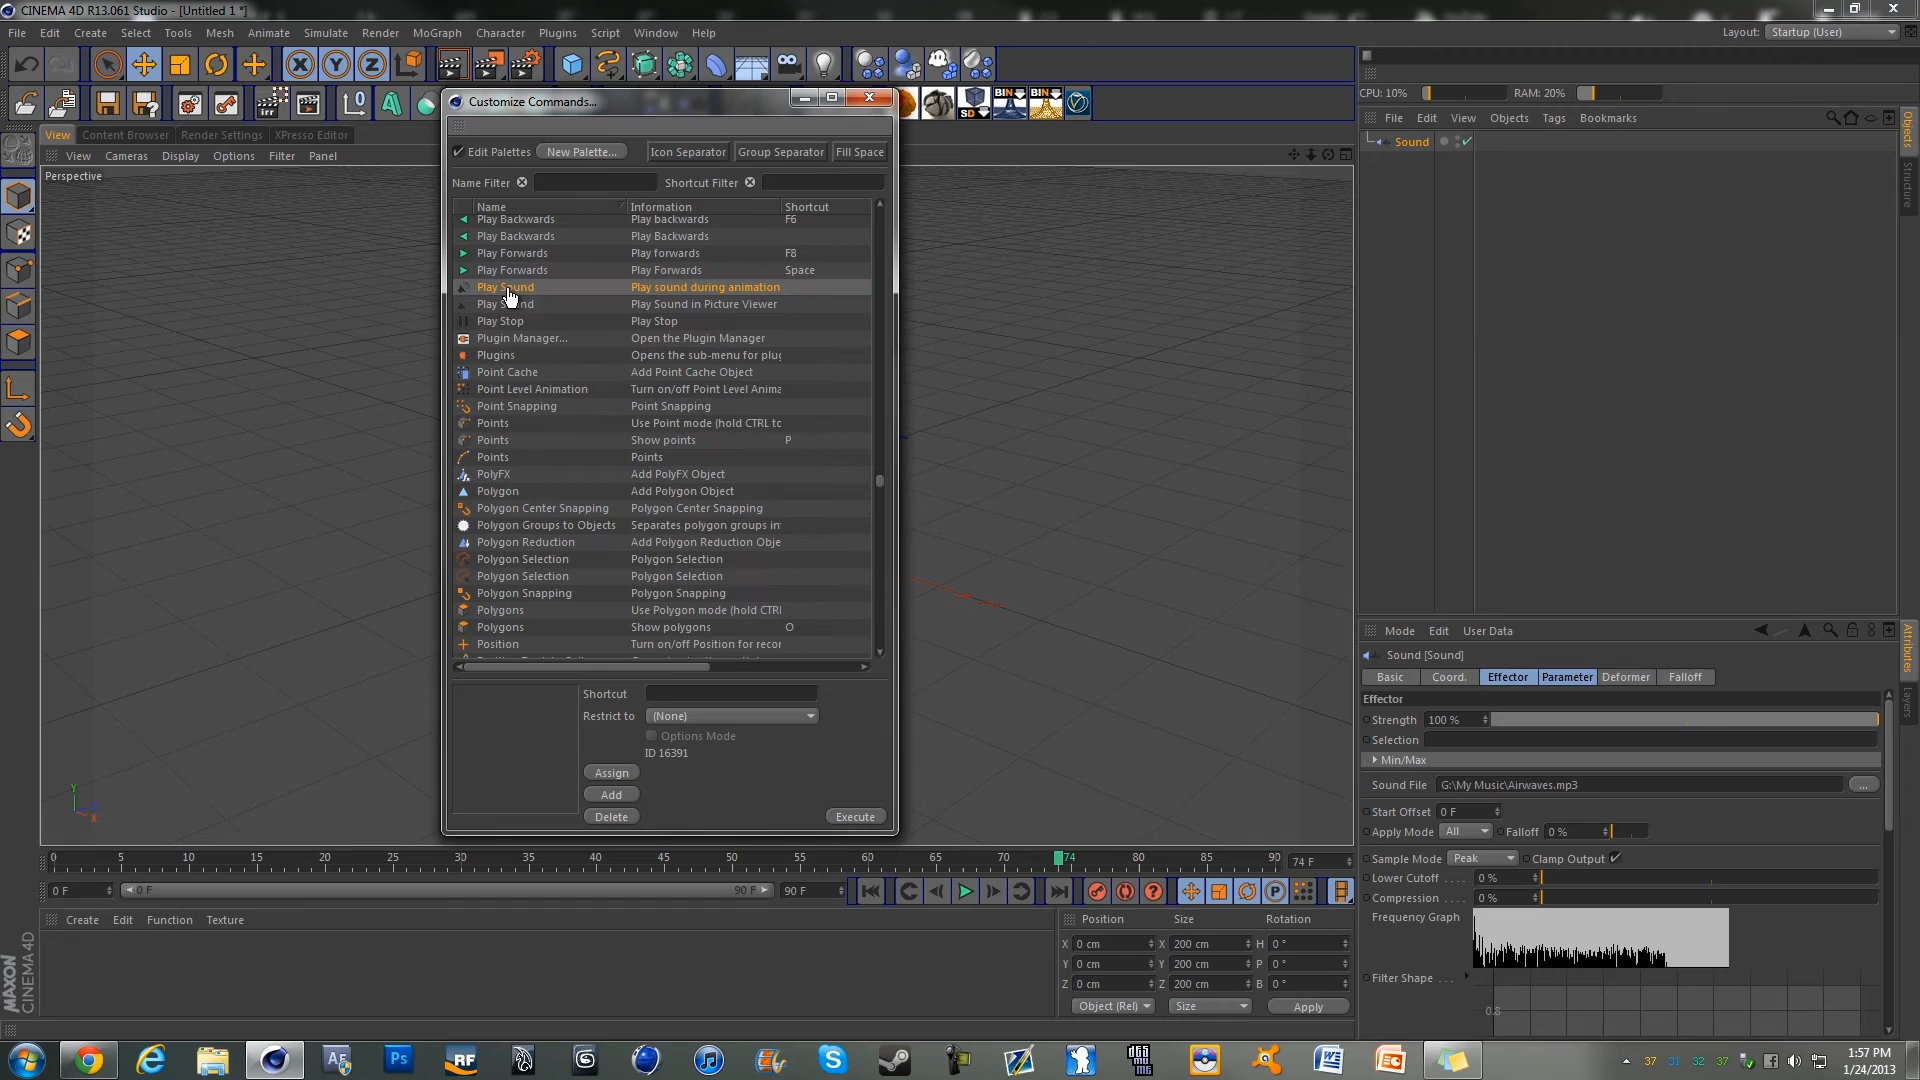 CINEMA 4D R13.061 Studio - [Untitled 1 *]
File Edit Create Select Tools Mesh Animate Simulate Render MoGraph Character Plugins Script Window Help
Layout: Startup (User)
CPU: 10% RAM: 20%
View Content Browser Render Settings XPresso Editor
View Cameras Display Options Filter Panel
Perspective
Customize Commands...
Edit Palettes New Palette... Icon Separator Group Separator Fill Space
Name Filter Shortcut Filter
Name Information Shortcut
Play Backwards Play backwards F6
Play Backwards Play Backwards
Play Forwards Play forwards F8
Play Forwards Play Forwards Space
Play Sound Play sound during animation
Play Sound Play Sound in Picture Viewer
Play Stop Play Stop
Plugin Manager... Open the Plugin Manager
Plugins Opens the sub-menu for plug
Point Cache Add Point Cache Object
Point Level Animation Turn on/off Point Level Anima
Point Snapping Point Snapping
Points Use Point mode (hold CTRL to
Points Show points P
Points Points
PolyFX Add PolyFX Object
Polygon Add Polygon Object
Polygon Center Snapping Polygon Center Snapping
Polygon Groups to Objects Separates polygon groups in
Polygon Reduction Add Polygon Reduction Obje
Polygon Selection Polygon Selection
Polygon Selection Polygon Selection
Polygon Snapping Polygon Snapping
Polygons Use Polygon mode (hold CTRL
Polygons Show polygons O
Position Turn on/off Position for recor
Shortcut
Restrict to (None)
Options Mode
ID 16391
Assign
Add
Delete Execute
File Edit View Objects Tags Bookmarks
Sound
Objects
Structure
Mode Edit User Data
Sound [Sound]
Basic Coord. Effector Parameter Deformer Falloff
Attributes
Layers
Effector
Strength 100 %
Selection
Min/Max
Sound File G:\My Music\Airwaves.mp3 ...
Start Offset 0 F
Apply Mode All Falloff 0 %
Sample Mode Peak Clamp Output
Lower Cutoff .... 0 %
Compression .... 0 %
Frequency Graph
Filter Shape ...
0.8
0 5 10 15 20 25 30 35 40 45 50 55 60 65 70 74 80 85 90 74 F
0 F 0 F 90 F 90 F
Create Edit Function Texture
Position Size Rotation
X 0 cm X 200 cm H 0 °
Y 0 cm Y 200 cm P 0 °
Z 0 cm Z 200 cm B 0 °
Object (Rel) Size Apply
MAXON
CINEMA 4D
X Y Z
BIN BIN
SD
Y
X
37 31 32 37
1:57 PM
1/24/2013